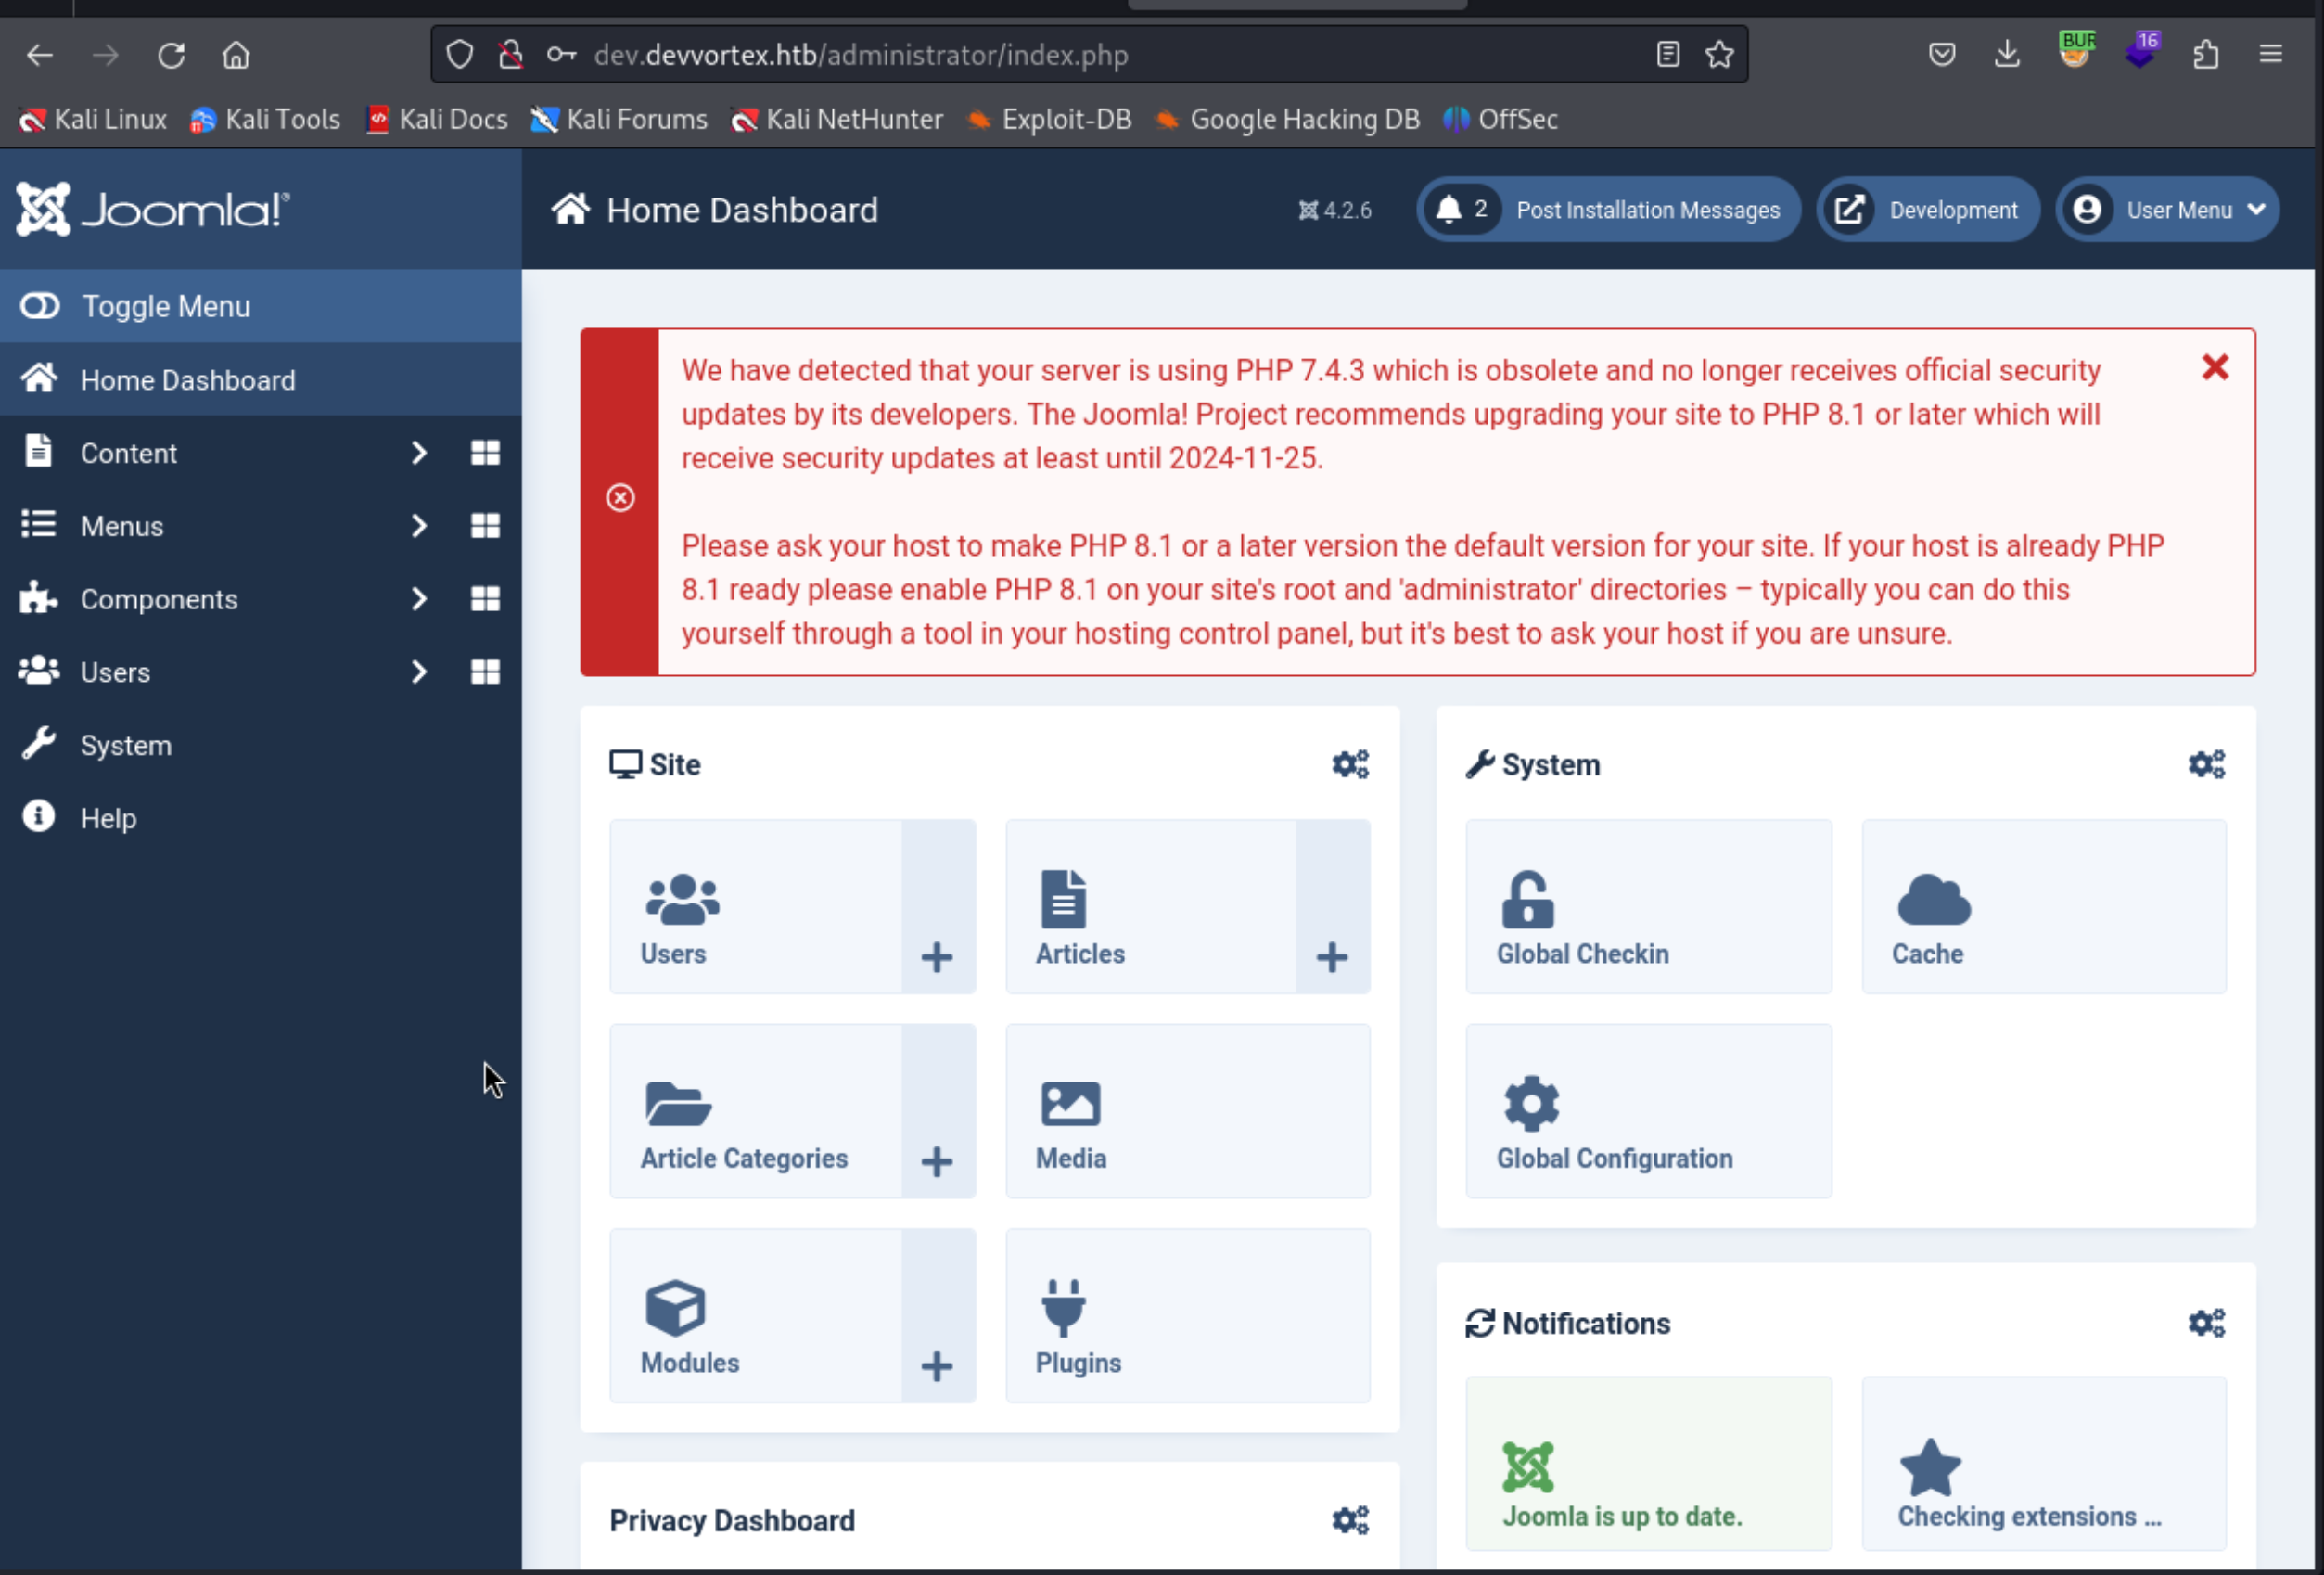 dev.devvortex.htb/administrator/index.php
BUR
16
Kali Linux Kali Tools Kali Docs Kali Forums Kali NetHunter Exploit-DB Google Hacking DB OffSec
Joomla!®
Home Dashboard
4.2.6
2 Post Installation Messages
Development
User Menu
Toggle Menu
Home Dashboard
Content
Menus
Components
Users
System
Help
We have detected that your server is using PHP 7.4.3 which is obsolete and no longer receives official security
updates by its developers. The Joomla! Project recommends upgrading your site to PHP 8.1 or later which will
receive security updates at least until 2024-11-25.
Please ask your host to make PHP 8.1 or a later version the default version for your site. If your host is already PHP
8.1 ready please enable PHP 8.1 on your site's root and 'administrator' directories – typically you can do this
yourself through a tool in your hosting control panel, but it's best to ask your host if you are unsure.
Site
Users
Articles
Article Categories
Media
Modules
Plugins
Privacy Dashboard
System
Global Checkin
Cache
Global Configuration
Notifications
Joomla is up to date.
Checking extensions ...